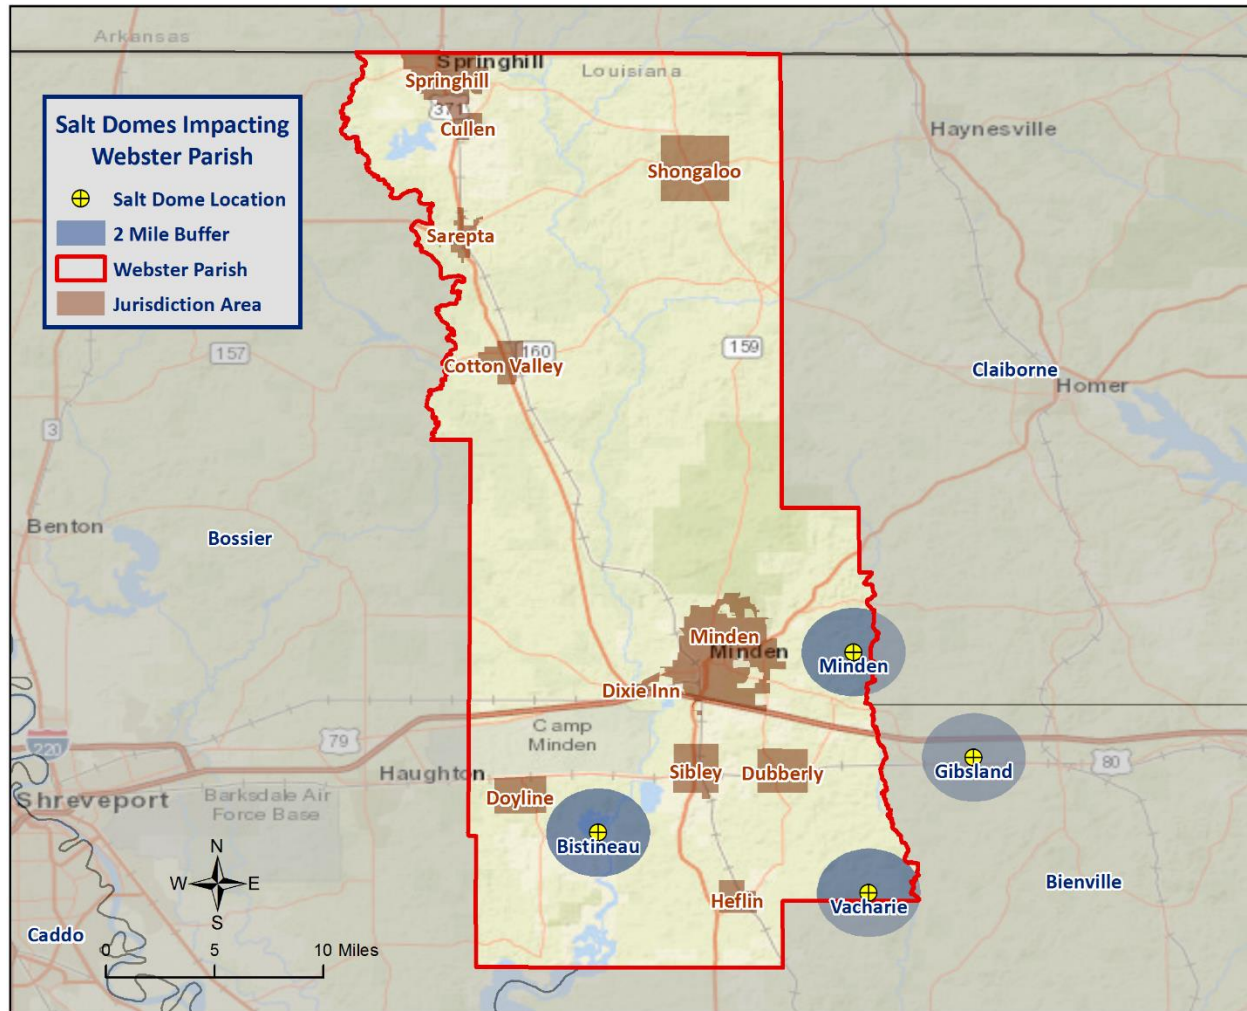 Arkansas
Springhill
Louisiana
Springhill
371
Cullen
Haynesville
Salt Domes Impacting
Webster Parish
Salt Dome Location
2 Mile Buffer
Webster Parish
Jurisdiction Area
Shongaloo
Sarepta
157
160
159
Cotton Valley
Claiborne
Homer
3
Benton
Bossier
Minden
Minden
Minden
Dixie Inn
Camp
Minden
79
220
Haughton
Sibley
Dubberly
Gibsland
80
Shreveport
Barksdale Air
Force Base
Doyline
Bistineau
N
W
E
S
Heflin
Vacharie
Bienville
Caddo
0
5
10 Miles